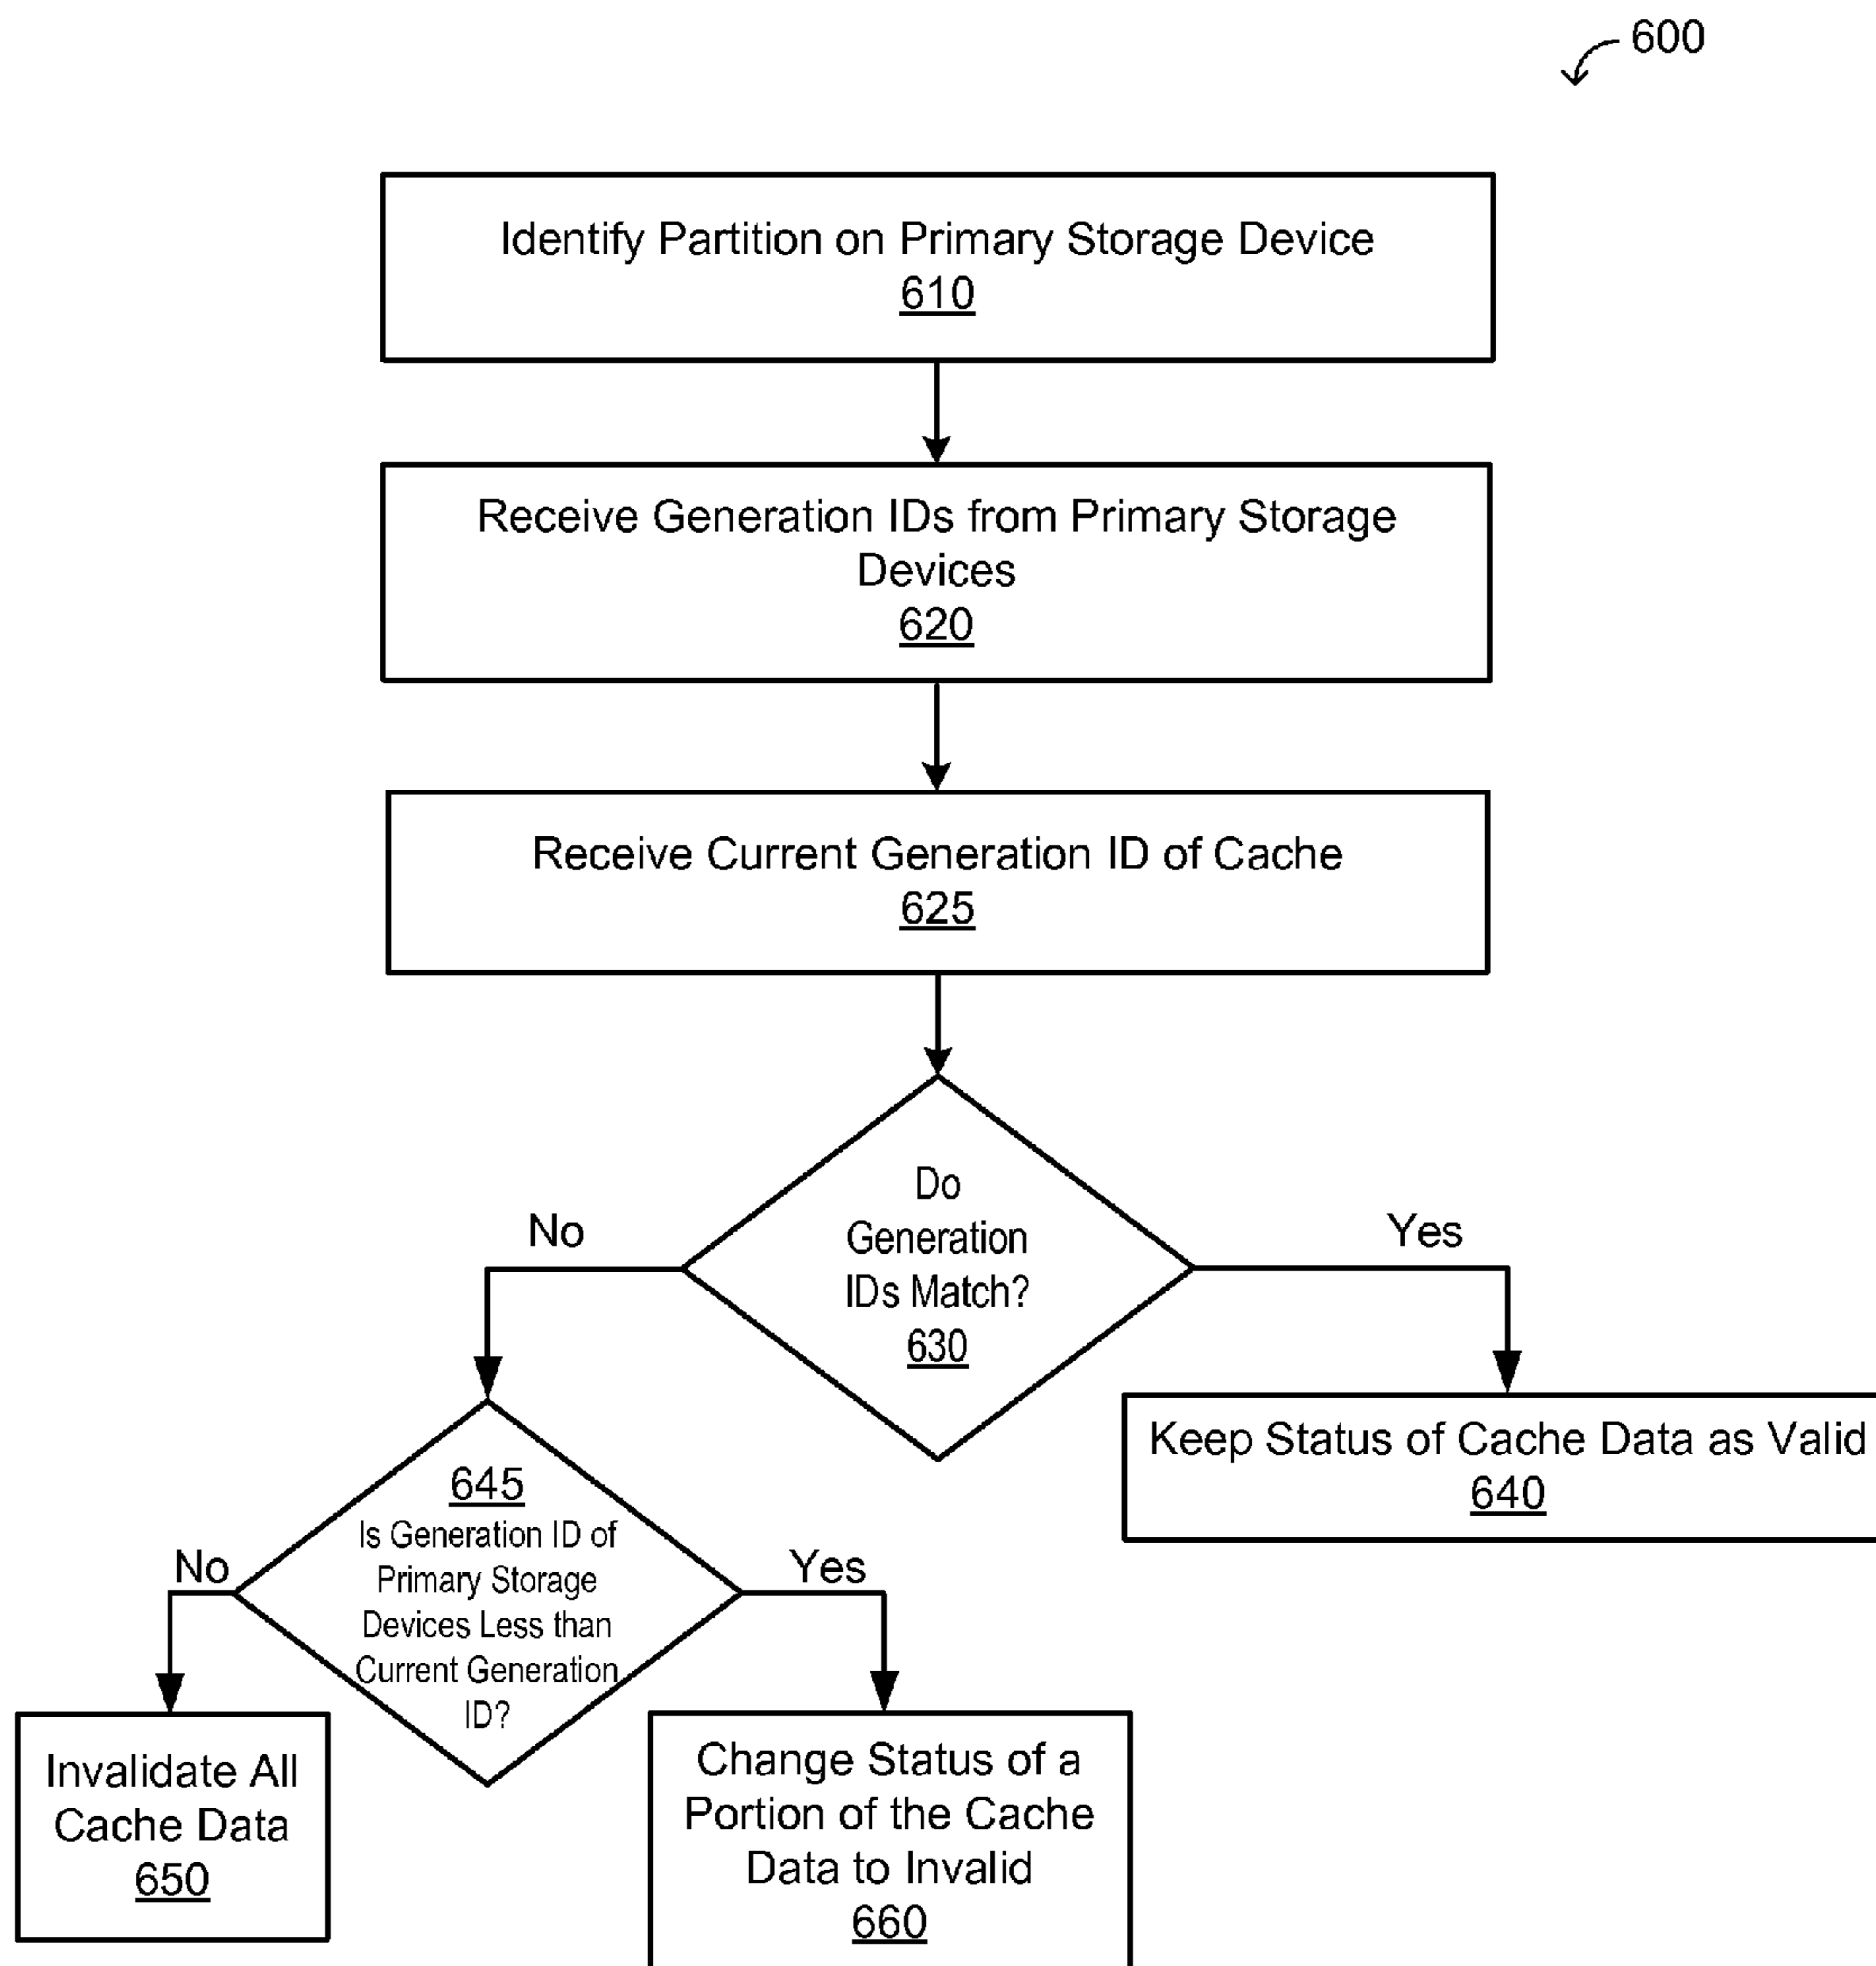 600
Identify Partition on Primary Storage Device
610
Receive Generation IDs from Primary Storage
Devices
620
Receive Current Generation ID of Cache
625
Do
Generation
IDs Match?
630
No
Yes
Keep Status of Cache Data as Valid
640
645
Is Generation ID of
Primary Storage
Devices Less than
Current Generation
ID?
No
Yes
Invalidate All
Cache Data
650
Change Status of a
Portion of the Cache
Data to Invalid
660